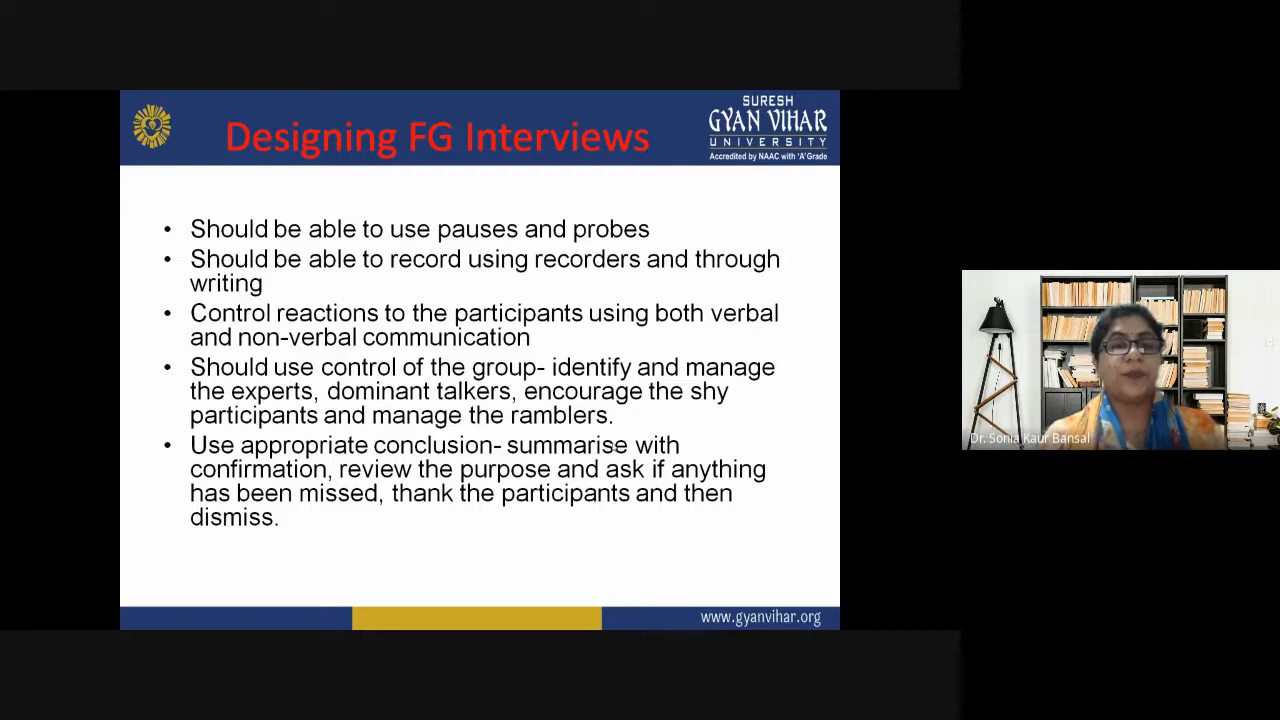 SURESH
GYAN VIHAR
UNIVERSITY
Accredited by NAAC with 'A' Grade
Designing FG Interviews
• Should be able to use pauses and probes
• Should be able to record using recorders and through
writing
• Control reactions to the participants using both verbal
and non-verbal communication
• Should use control of the group- identify and manage
the experts, dominant talkers, encourage the shy
participants and manage the ramblers.
• Use appropriate conclusion- summarise with
confirmation, review the purpose and ask if anything
has been missed, thank the participants and then
dismiss.
www.gyanvihar.org
Dr. Sonia Kaur Bansal